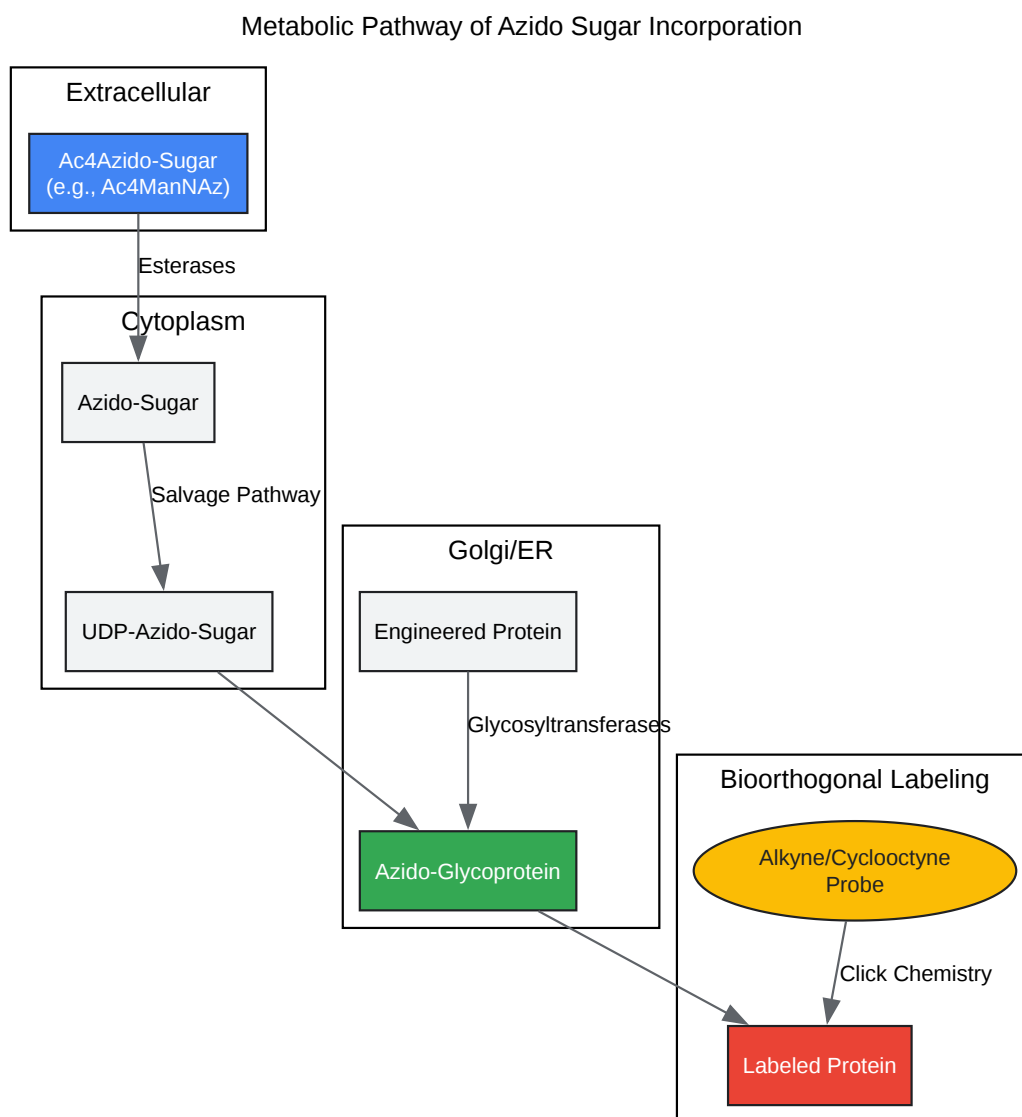 Metabolic Pathway of Azido Sugar Incorporation
Extracellular
Ac4Azido-Sugar
(e.g., Ac4ManNAz)
Esterases
Cytoplasm
Azido-Sugar
Salvage Pathway
UDP-Azido-Sugar
Golgi/ER
Engineered Protein
Glycosyltransferases
Azido-Glycoprotein
Bioorthogonal Labeling
Alkyne/Cyclooctyne
Probe
Click Chemistry
Labeled Protein